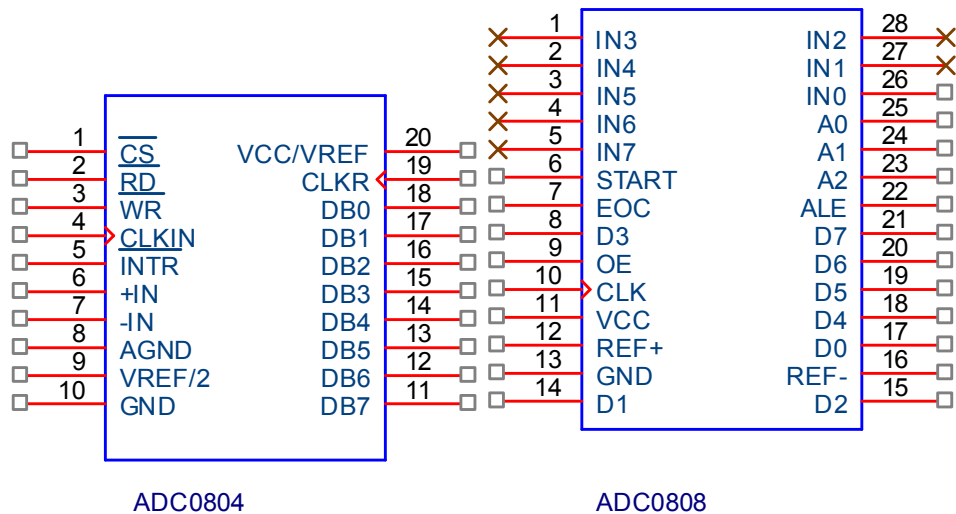 1 CS VCC/VREF 20
2 RD CLKR 19
3 WR DB0 18
4 CLKIN DB1 17
5 INTR DB2 16
6 +IN DB3 15
7 -IN DB4 14
8 AGND DB5 13
9 VREF/2 DB6 12
10 GND DB7 11
ADC0804
1 IN3 IN2 28
2 IN4 IN1 27
3 IN5 IN0 26
4 IN6 A0 25
5 IN7 A1 24
6 START A2 23
7 EOC ALE 22
8 D3 D7 21
9 OE D6 20
10 CLK D5 19
11 VCC D4 18
12 REF+ D0 17
13 GND REF- 16
14 D1 D2 15
ADC0808